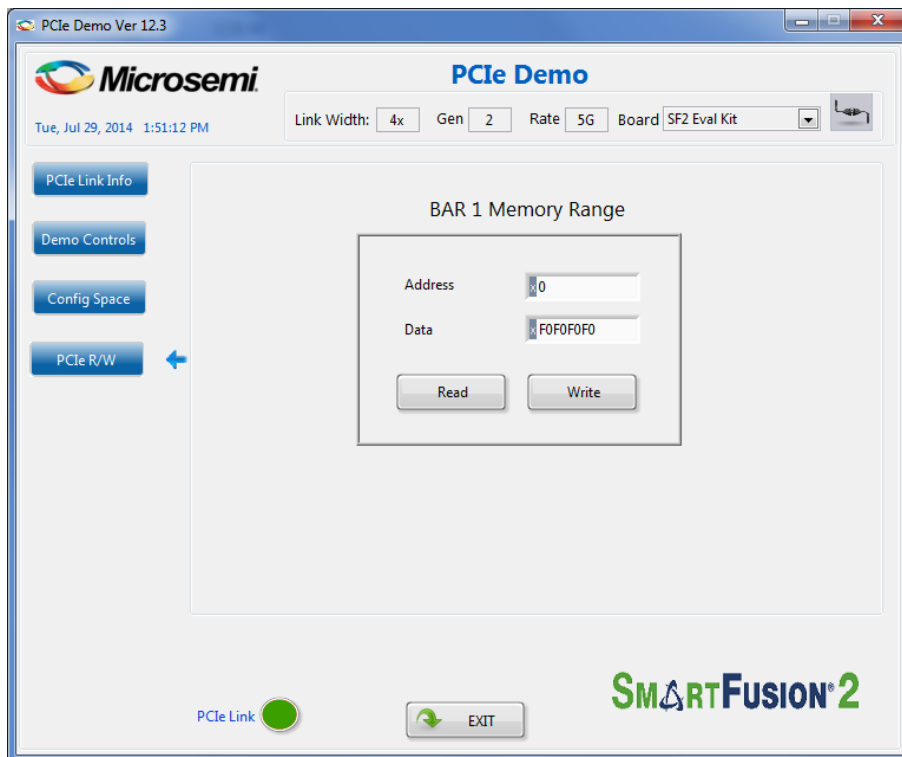 PCIe Demo Ver 12.3
Microsemi.
PCIe Demo
Tue, Jul 29, 2014 1:51:12 PM
Link Width: 4x Gen 2 Rate 5G Board SF2 Eval Kit
PCIe Link Info
Demo Controls
Config Space
PCIe R/W
BAR 1 Memory Range
Address x 0
Data x F0F0F0F0
Read Write
PCIe Link
EXIT
SMARTFUSION®2